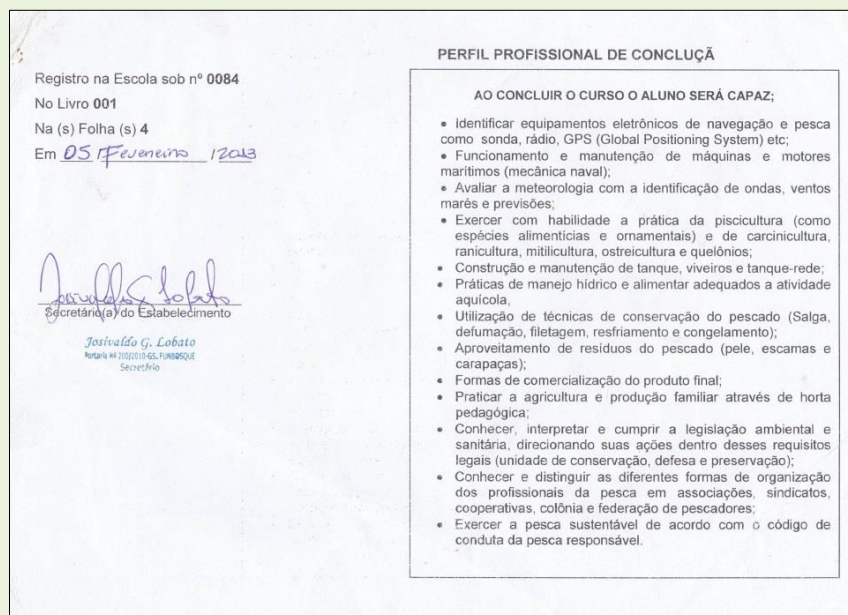 Registro na Escola sob nº 0084
No Livro 001
Na (s) Folha (s) 4
Em 05 / Fevereiro / 2013
Secretário(a) do Estabelecimento
Josivaldo G. Lobato
Portaria Nº 200/2010-GS. FUNBOSQUE
Secretário
PERFIL PROFISSIONAL DE CONCLUÇÃ
AO CONCLUIR O CURSO O ALUNO SERÁ CAPAZ;
• Identificar equipamentos eletrônicos de navegação e pesca
como sonda, rádio, GPS (Global Positioning System) etc;
• Funcionamento e manutenção de máquinas e motores
marítimos (mecânica naval);
• Avaliar a meteorologia com a identificação de ondas, ventos
marés e previsões;
• Exercer com habilidade a prática da piscicultura (como
espécies alimentícias e ornamentais) e de carcinicultura,
ranicultura, mitilicultura, ostreicultura e quelônios;
• Construção e manutenção de tanque, viveiros e tanque-rede;
• Práticas de manejo hídrico e alimentar adequados a atividade
aquícola,
• Utilização de técnicas de conservação do pescado (Salga,
defumação, filetagem, resfriamento e congelamento);
• Aproveitamento de resíduos do pescado (pele, escamas e
carapaças);
• Formas de comercialização do produto final;
• Praticar a agricultura e produção familiar através de horta
pedagógica;
• Conhecer, interpretar e cumprir a legislação ambiental e
sanitária, direcionando suas ações dentro desses requisitos
legais (unidade de conservação, defesa e preservação);
• Conhecer e distinguir as diferentes formas de organização
dos profissionais da pesca em associações, sindicatos,
cooperativas, colônia e federação de pescadores;
• Exercer a pesca sustentável de acordo com o código de
conduta da pesca responsável.